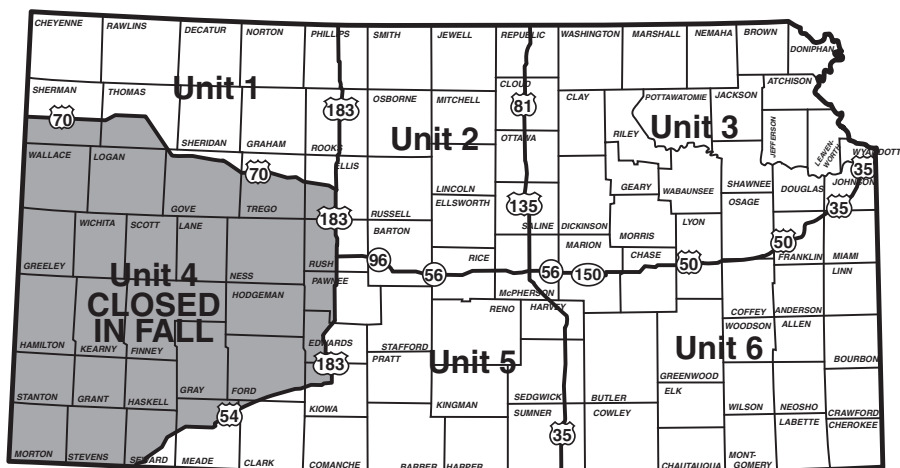 CHEYENNE RAWLINS DECATUR NORTON PHILLIPS SMITH JEWELL REPUBLIC WASHINGTON MARSHALL NEMAHA BROWN
DONIPHAN
SHERMAN THOMAS Unit 1 CLOUD POTTAWATOMIE JACKSON ATCHISON
SHERIDAN GRAHAM ROOKS OSBORNE MITCHELL CLAY
70 183 81
Unit 2 OTTAWA RILEY Unit 3 JEFFERSON LEAVEN-
WORTH WYANDOTT
WALLACE LOGAN 70 ELLIS 35
LINCOLN GEARY WABAUNSEE SHAWNEE DOUGLAS JOHNSON
GOVE TREGO 183 RUSSELL ELLSWORTH 135 OSAGE 35
WICHITA SCOTT LANE BARTON SALINE DICKINSON MORRIS LYON
50
GREELEY NESS RUSH 96 RICE MARION CHASE 50 FRANKLIN MIAMI
Unit 4 PAWNEE 56 56 150 LINN
CLOSED HODGEMAN McPHERSON
IN FALL RENO HARVEY COFFEY ANDERSON
HAMILTON KEARNY FINNEY EDWARDS STAFFORD WOODSON ALLEN
183 PRATT Unit 5 Unit 6 BOURBON
STANTON GRANT HASKELL GRAY FORD GREENWOOD
54 KIOWA KINGMAN SEDGWICK BUTLER ELK
SUMNER COWLEY WILSON NEOSHO CRAWFORD
35 LABETTE CHEROKEE
MORTON STEVENS SEWARD MEADE CLARK COMANCHE BARBER HARPER CHAUTAUQUA MONT-
GOMERY